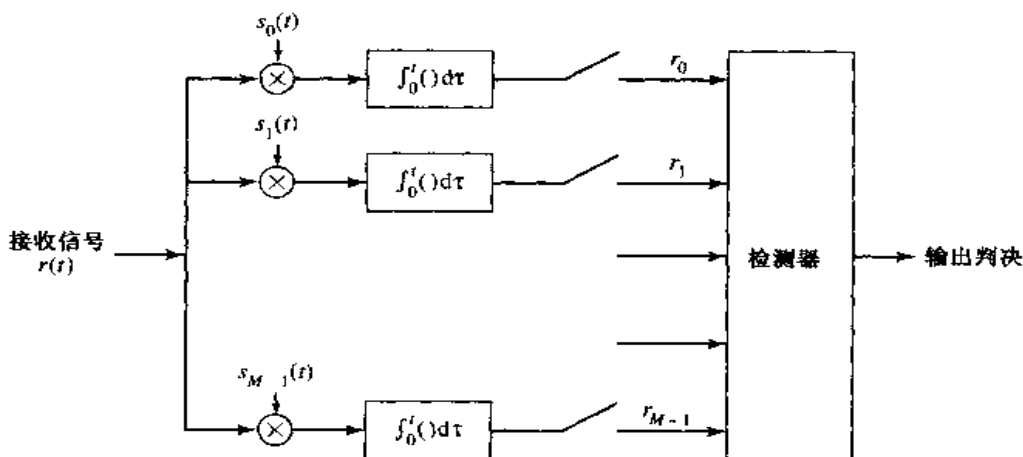 s₀(t)
∫₀ᵗ( )dτ
r₀
s₁(t)
∫₀ᵗ( )dτ
r₁
接收信号
r(t)
检测器
输出判决
s_{M-1}(t)
∫₀ᵗ( )dτ
r_{M-1}